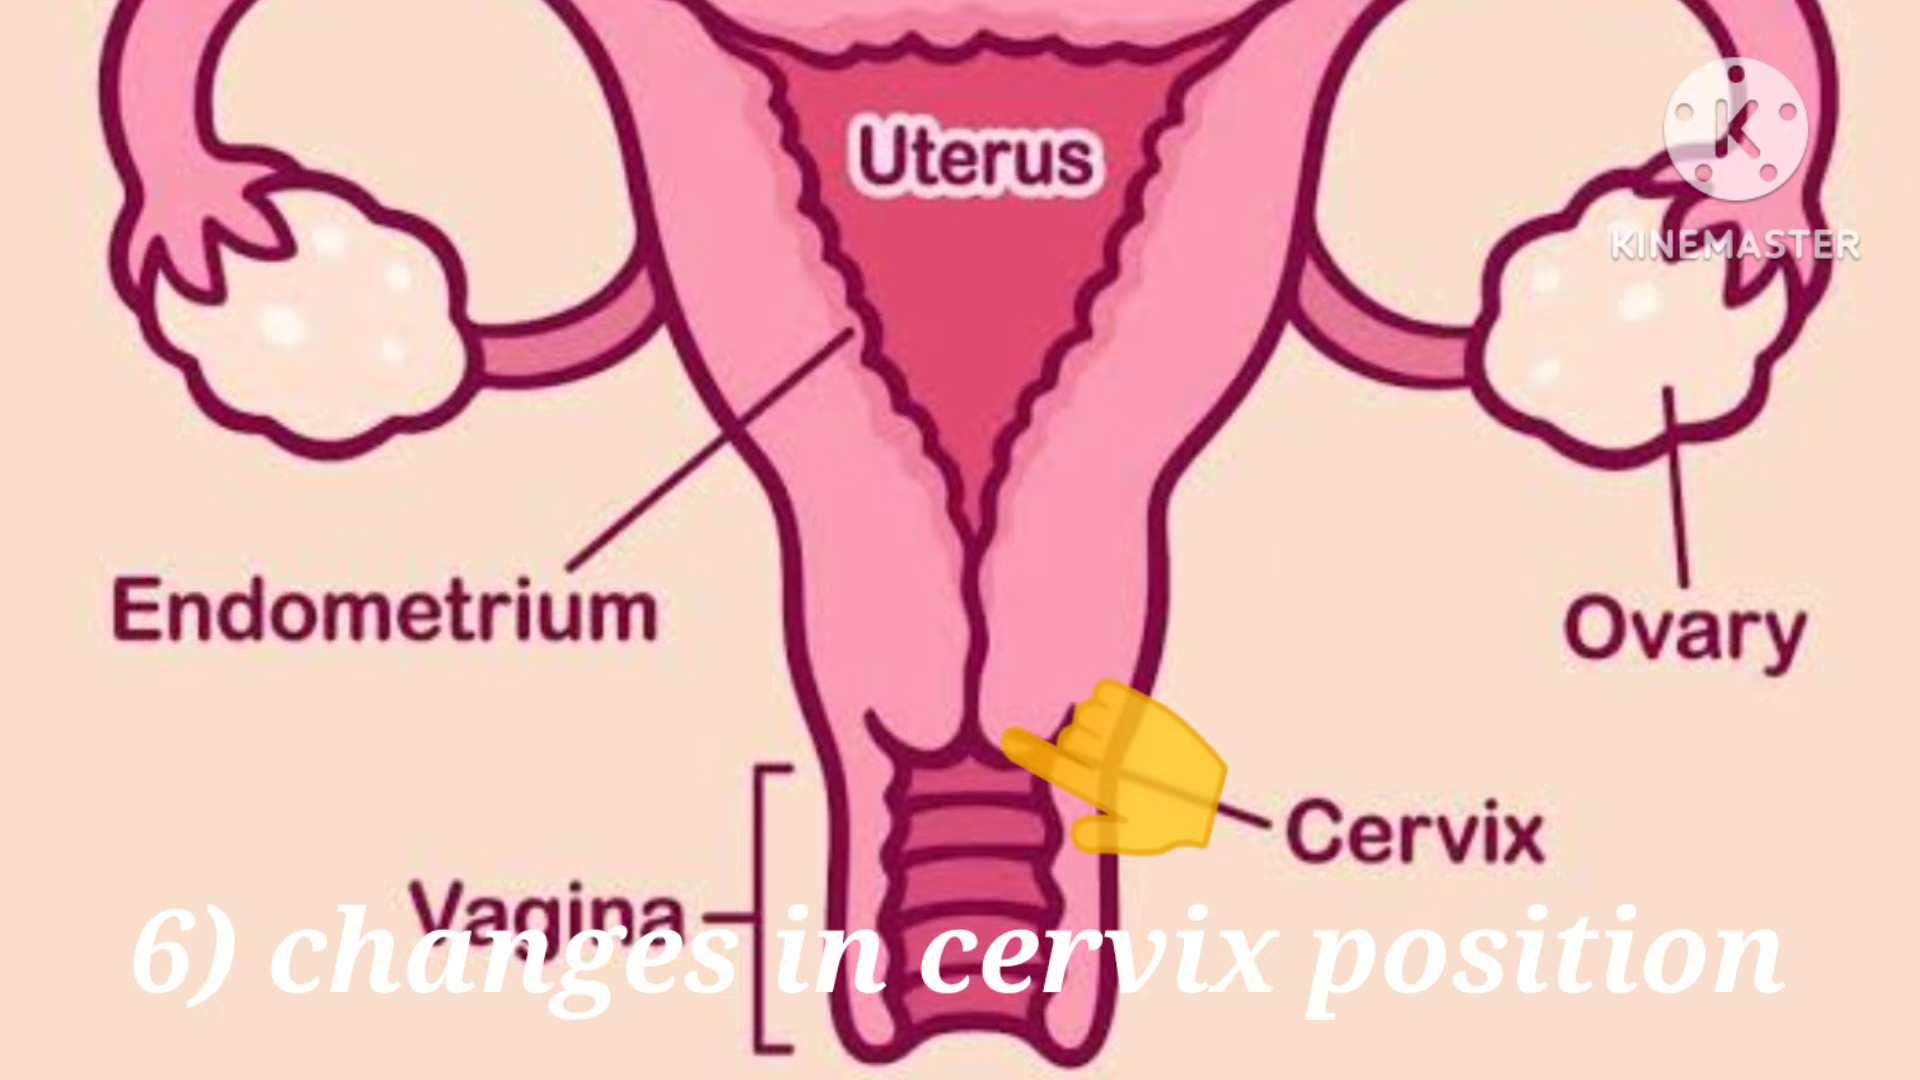 Uterus
K
KINEMASTER
Endometrium
Ovary
Cervix
Vagina
6) changes in cervix position